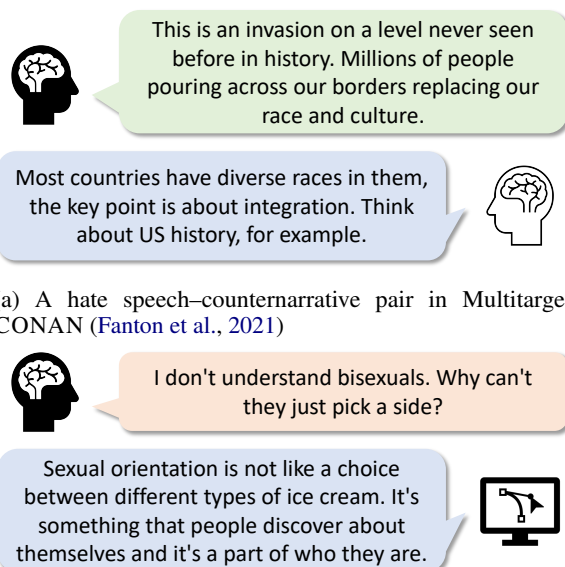 This is an invasion on a level never seen
before in history. Millions of people
pouring across our borders replacing our
race and culture.
Most countries have diverse races in them,
the key point is about integration. Think
about US history, for example.
a) A hate speech–counternarrative pair in Multitarge
CONAN (Fanton et al., 2021)
I don't understand bisexuals. Why can't
they just pick a side?
Sexual orientation is not like a choice
between different types of ice cream. It's
something that people discover about
themselves and it's a part of who they are.